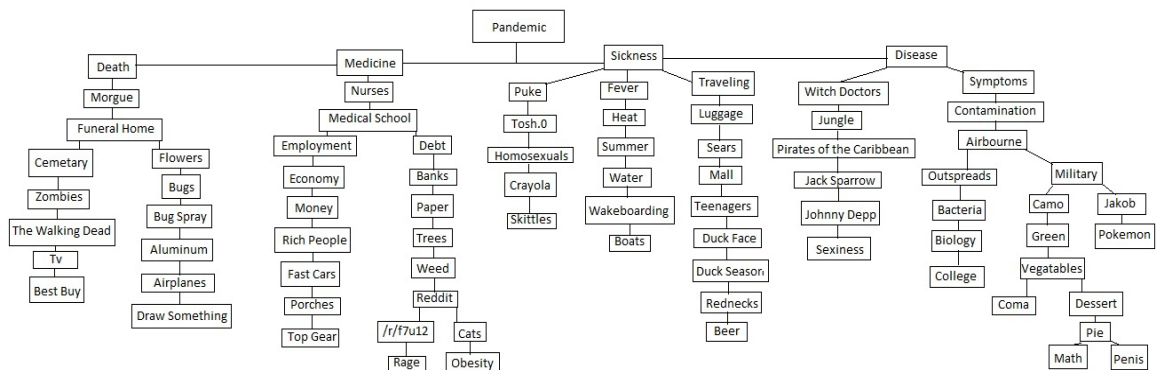 Pandemic
Death
Medicine
Sickness
Disease
Morgue
Funeral Home
Cemetary
Zombies
The Walking Dead
Tv
Best Buy
Flowers
Bugs
Bug Spray
Aluminum
Airplanes
Draw Something
Nurses
Medical School
Employment
Economy
Money
Rich People
Fast Cars
Porches
Top Gear
Debt
Banks
Paper
Trees
Weed
Reddit
/r/f7u12
Rage
Cats
Obesity
Puke
Tosh.0
Homosexuals
Crayola
Skittles
Fever
Heat
Summer
Water
Wakeboarding
Boats
Traveling
Luggage
Sears
Mall
Teenagers
Duck Face
Duck Season
Rednecks
Beer
Witch Doctors
Jungle
Pirates of the Caribbean
Jack Sparrow
Johnny Depp
Sexiness
Symptoms
Contamination
Airbourne
Outspreads
Bacteria
Biology
College
Military
Camo
Green
Vegatables
Coma
Dessert
Pie
Math
Penis
Jakob
Pokemon